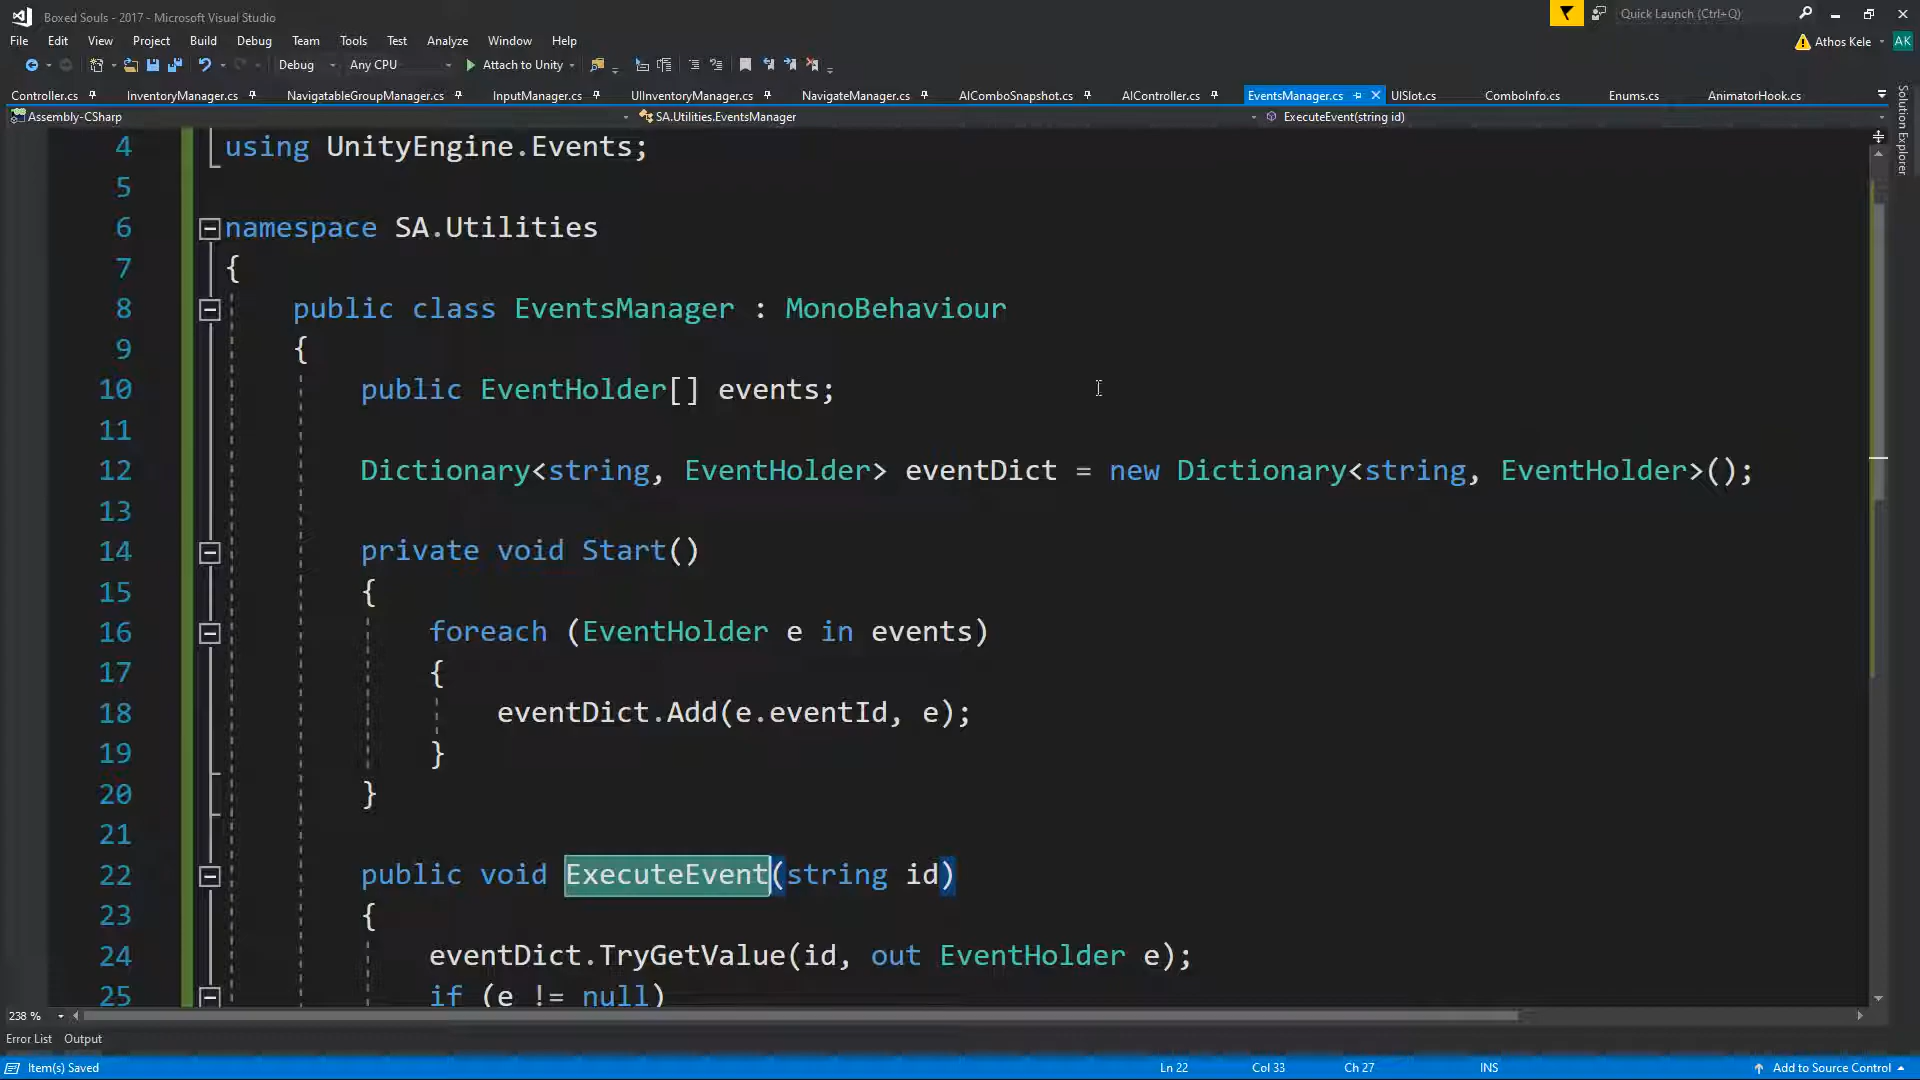 Boxed Souls - 2017 - Microsoft Visual Studio
Quick Launch (Ctrl+Q)
File Edit View Project Build Debug Team Tools Test Analyze Window Help
Athos Kele AK
Debug Any CPU Attach to Unity
Controller.cs InventoryManager.cs NavigatableGroupManager.cs InputManager.cs UIInventoryManager.cs NavigateManager.cs AIComboSnapshot.cs AIController.cs EventsManager.cs UISlot.cs ComboInfo.cs Enums.cs AnimatorHook.cs
Solution Explorer
Assembly-CSharp SA.Utilities.EventsManager ExecuteEvent(string id)
4 using UnityEngine.Events;
5
6 namespace SA.Utilities
7 {
8 public class EventsManager : MonoBehaviour
9 {
10 public EventHolder[] events;
11
12 Dictionary<string, EventHolder> eventDict = new Dictionary<string, EventHolder>();
13
14 private void Start()
15 {
16 foreach (EventHolder e in events)
17 {
18 eventDict.Add(e.eventId, e);
19 }
20 }
21
22 public void ExecuteEvent(string id)
23 {
24 eventDict.TryGetValue(id, out EventHolder e);
25 if (e != null)
238 %
Error List Output
Item(s) Saved Ln 22 Col 33 Ch 27 INS Add to Source Control